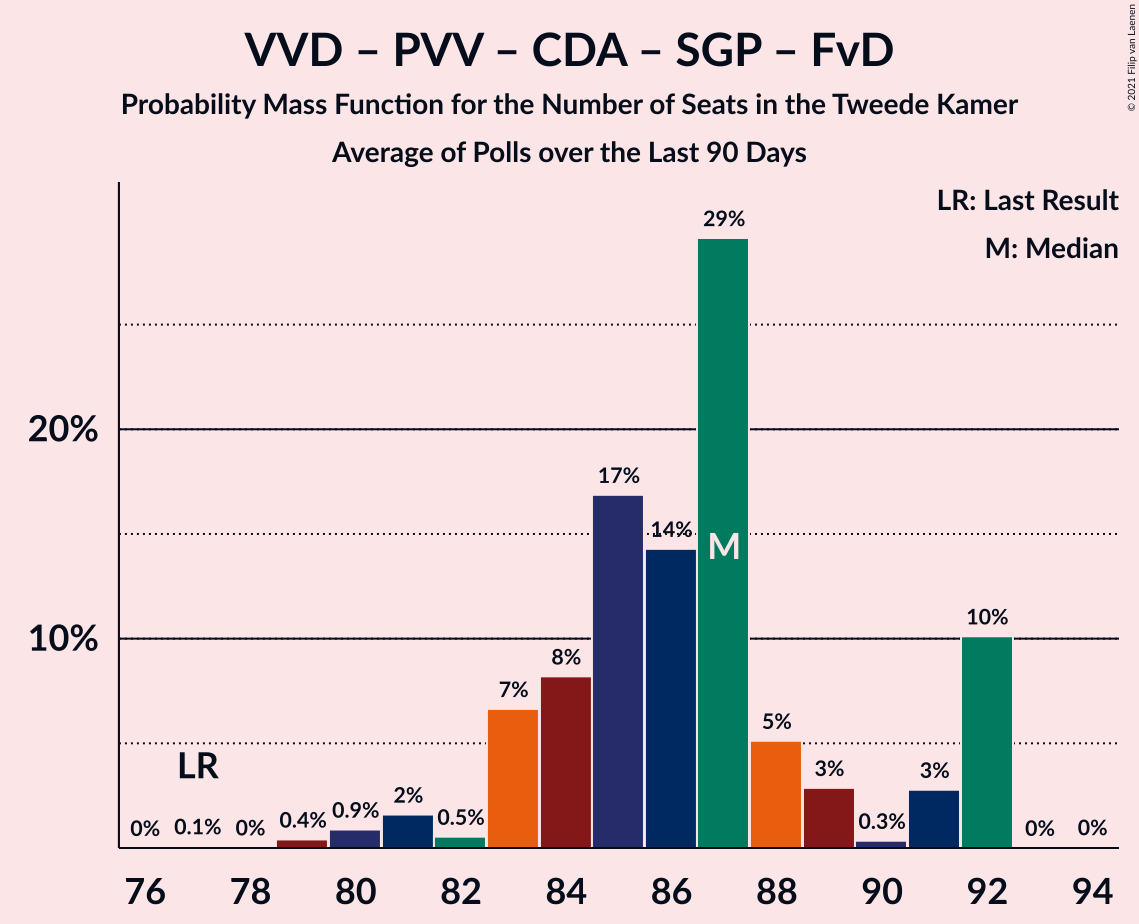 VVD – PVV – CDA – SGP – FvD
Probability Mass Function for the Number of Seats in the Tweede Kamer
Average of Polls over the Last 90 Days
© 2021 Filip van Laenen
LR: Last Result
M: Median
20%
10%
LR
M
0%
0.1%
0%
0.4%
0.9%
2%
0.5%
7%
8%
17%
14%
29%
5%
3%
0.3%
3%
10%
0%
0%
76 78 80 82 84 86 88 90 92 94